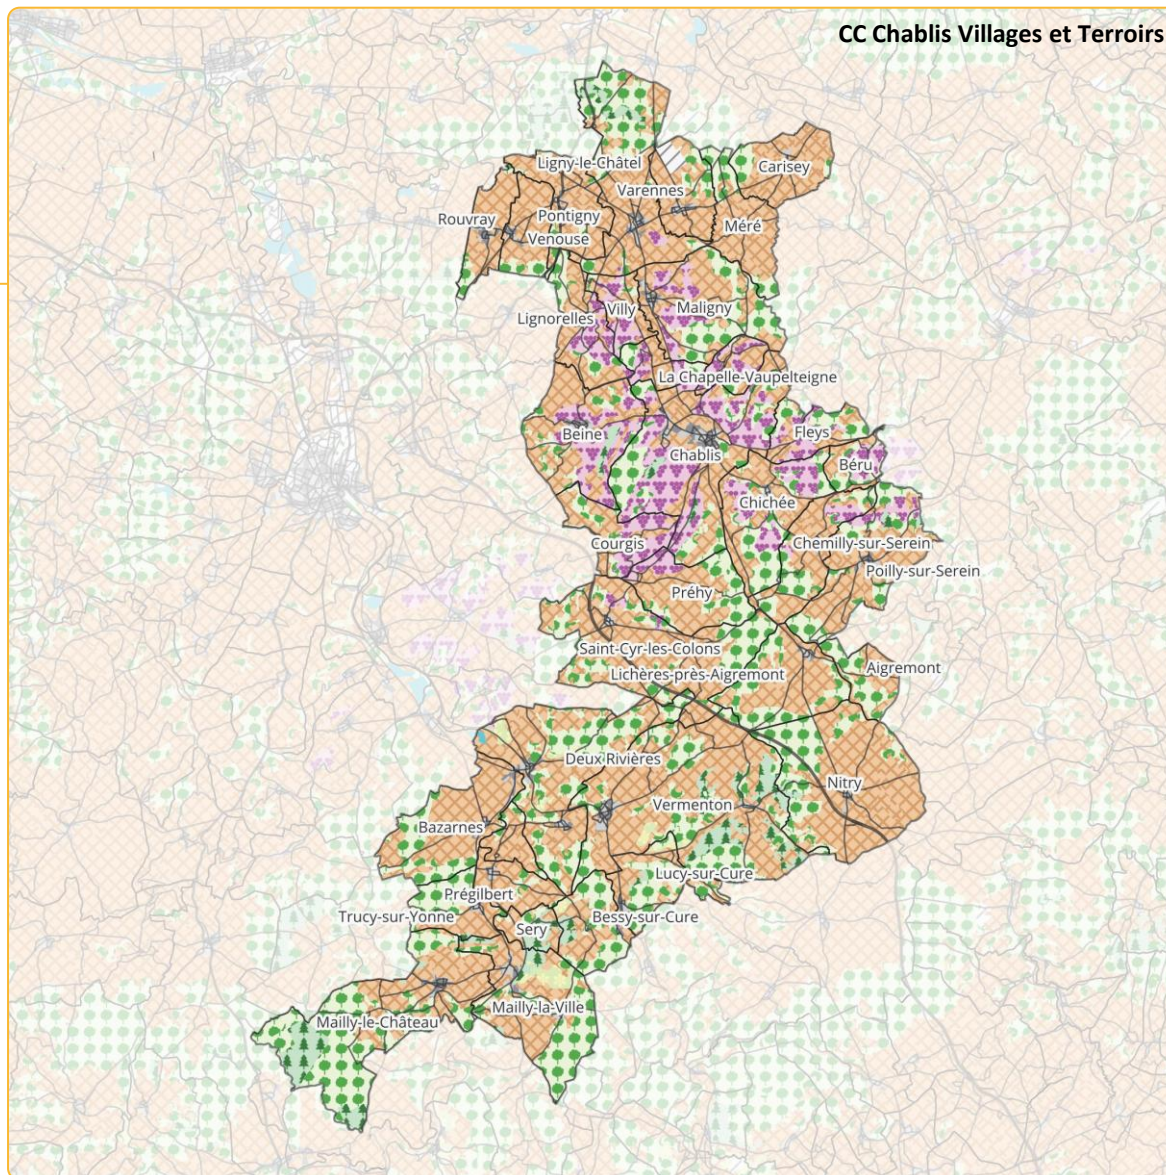 CC Chablis Villages et Terroirs
Ligny-le-Châtel
Carisey
Varennes
Rouvray
Pontigny
Méré
Venouse
Villy
Maligny
Lignorelles
La Chapelle-Vaupelteigne
Beine
Fleys
Chablis
Béru
Chichée
Courgis
Chemilly-sur-Serein
Poilly-sur-Serein
Préhy
Saint-Cyr-les-Colons
Aigremont
Lichères-près-Aigremont
Deux Rivières
Nitry
Vermenton
Bazarnes
Lucy-sur-Cure
Prégilbert
Trucy-sur-Yonne
Bessy-sur-Cure
Sery
Mailly-la-Ville
Mailly-le-Château